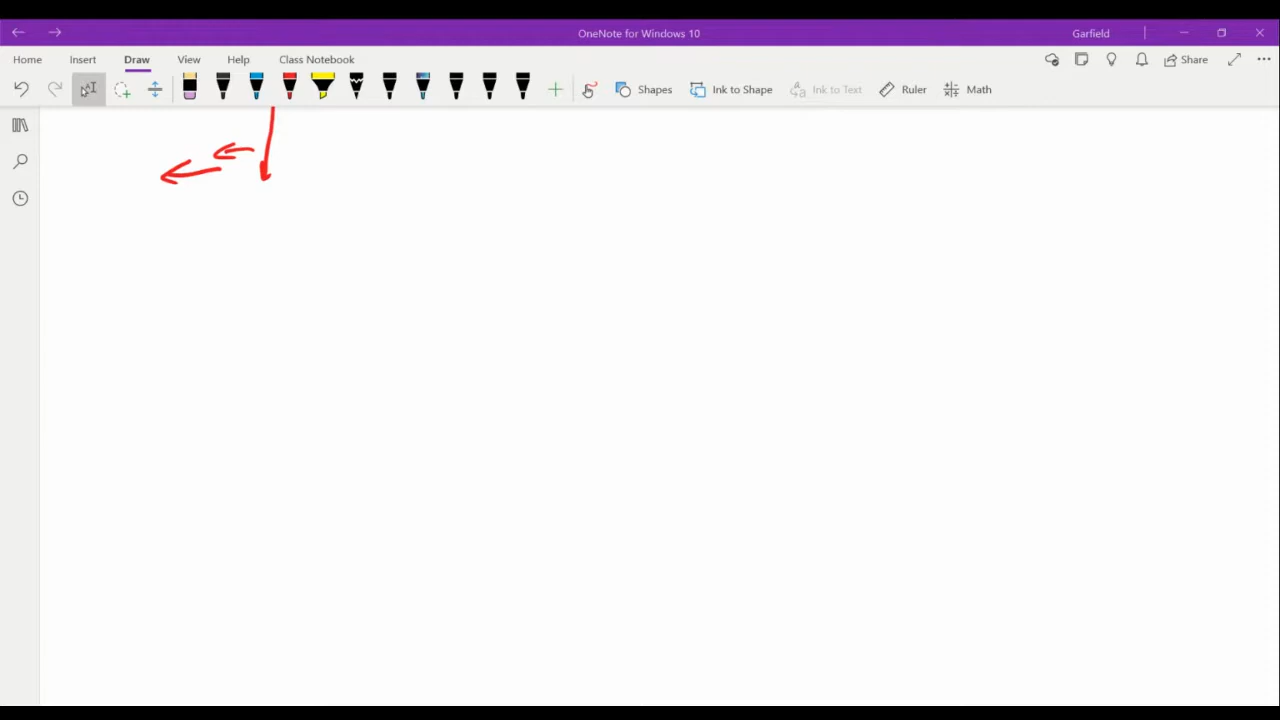 OneNote for Windows 10
Garfield
Home Insert Draw View Help Class Notebook
Share
Shapes Ink to Shape Ink to Text Ruler Math